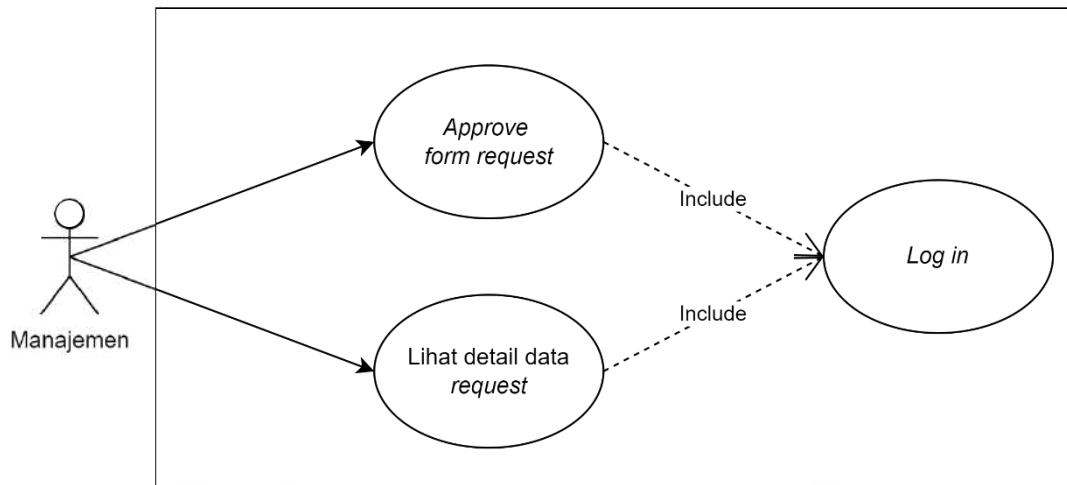 Approve
form request
Include
Log in
Manajemen
Include
Lihat detail data
request